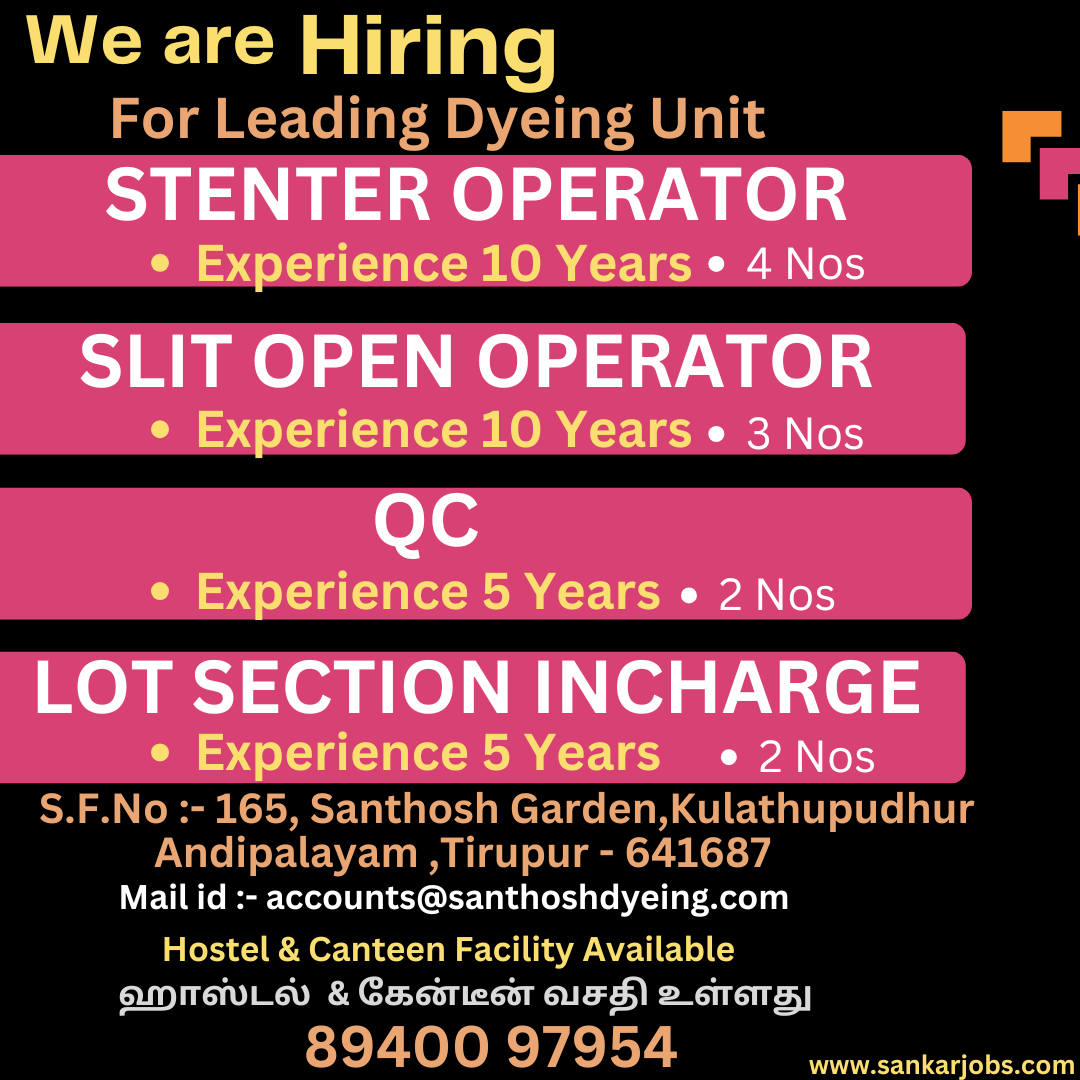 We are Hiring
For Leading Dyeing Unit
STENTER OPERATOR
• Experience 10 Years • 4 Nos
SLIT OPEN OPERATOR
• Experience 10 Years • 3 Nos
QC
• Experience 5 Years • 2 Nos
LOT SECTION INCHARGE
• Experience 5 Years • 2 Nos
S.F.No :- 165, Santhosh Garden,Kulathupudhur
Andipalayam ,Tirupur - 641687
Mail id :- accounts@santhoshdyeing.com
Hostel & Canteen Facility Available
ஹாஸ்டல் & கேன்டீன் வசதி உள்ளது
89400 97954
www.sankarjobs.com